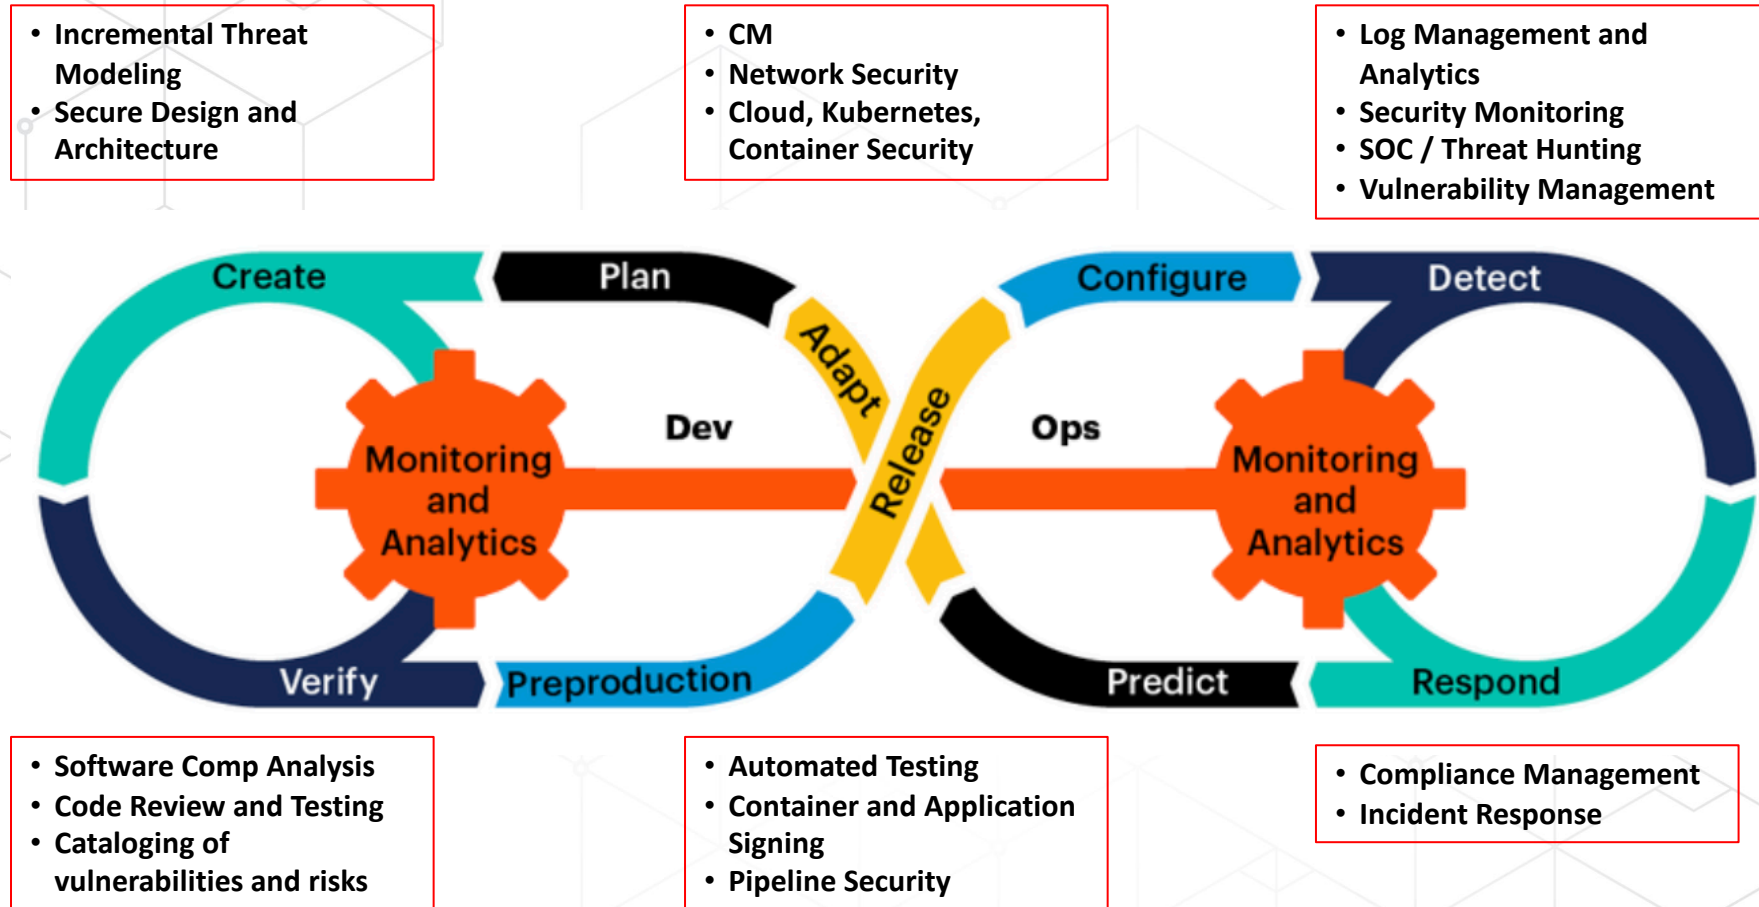 • Incremental Threat
Modeling
• Secure Design and
Architecture
• CM
• Network Security
• Cloud, Kubernetes,
Container Security
• Log Management and
Analytics
• Security Monitoring
• SOC / Threat Hunting
• Vulnerability Management
Create
Plan
Adapt
Release
Configure
Detect
Dev
Ops
Monitoring
and
Analytics
Monitoring
and
Analytics
Verify
Preproduction
Predict
Respond
• Software Comp Analysis
• Code Review and Testing
• Cataloging of
vulnerabilities and risks
• Automated Testing
• Container and Application
Signing
• Pipeline Security
• Compliance Management
• Incident Response